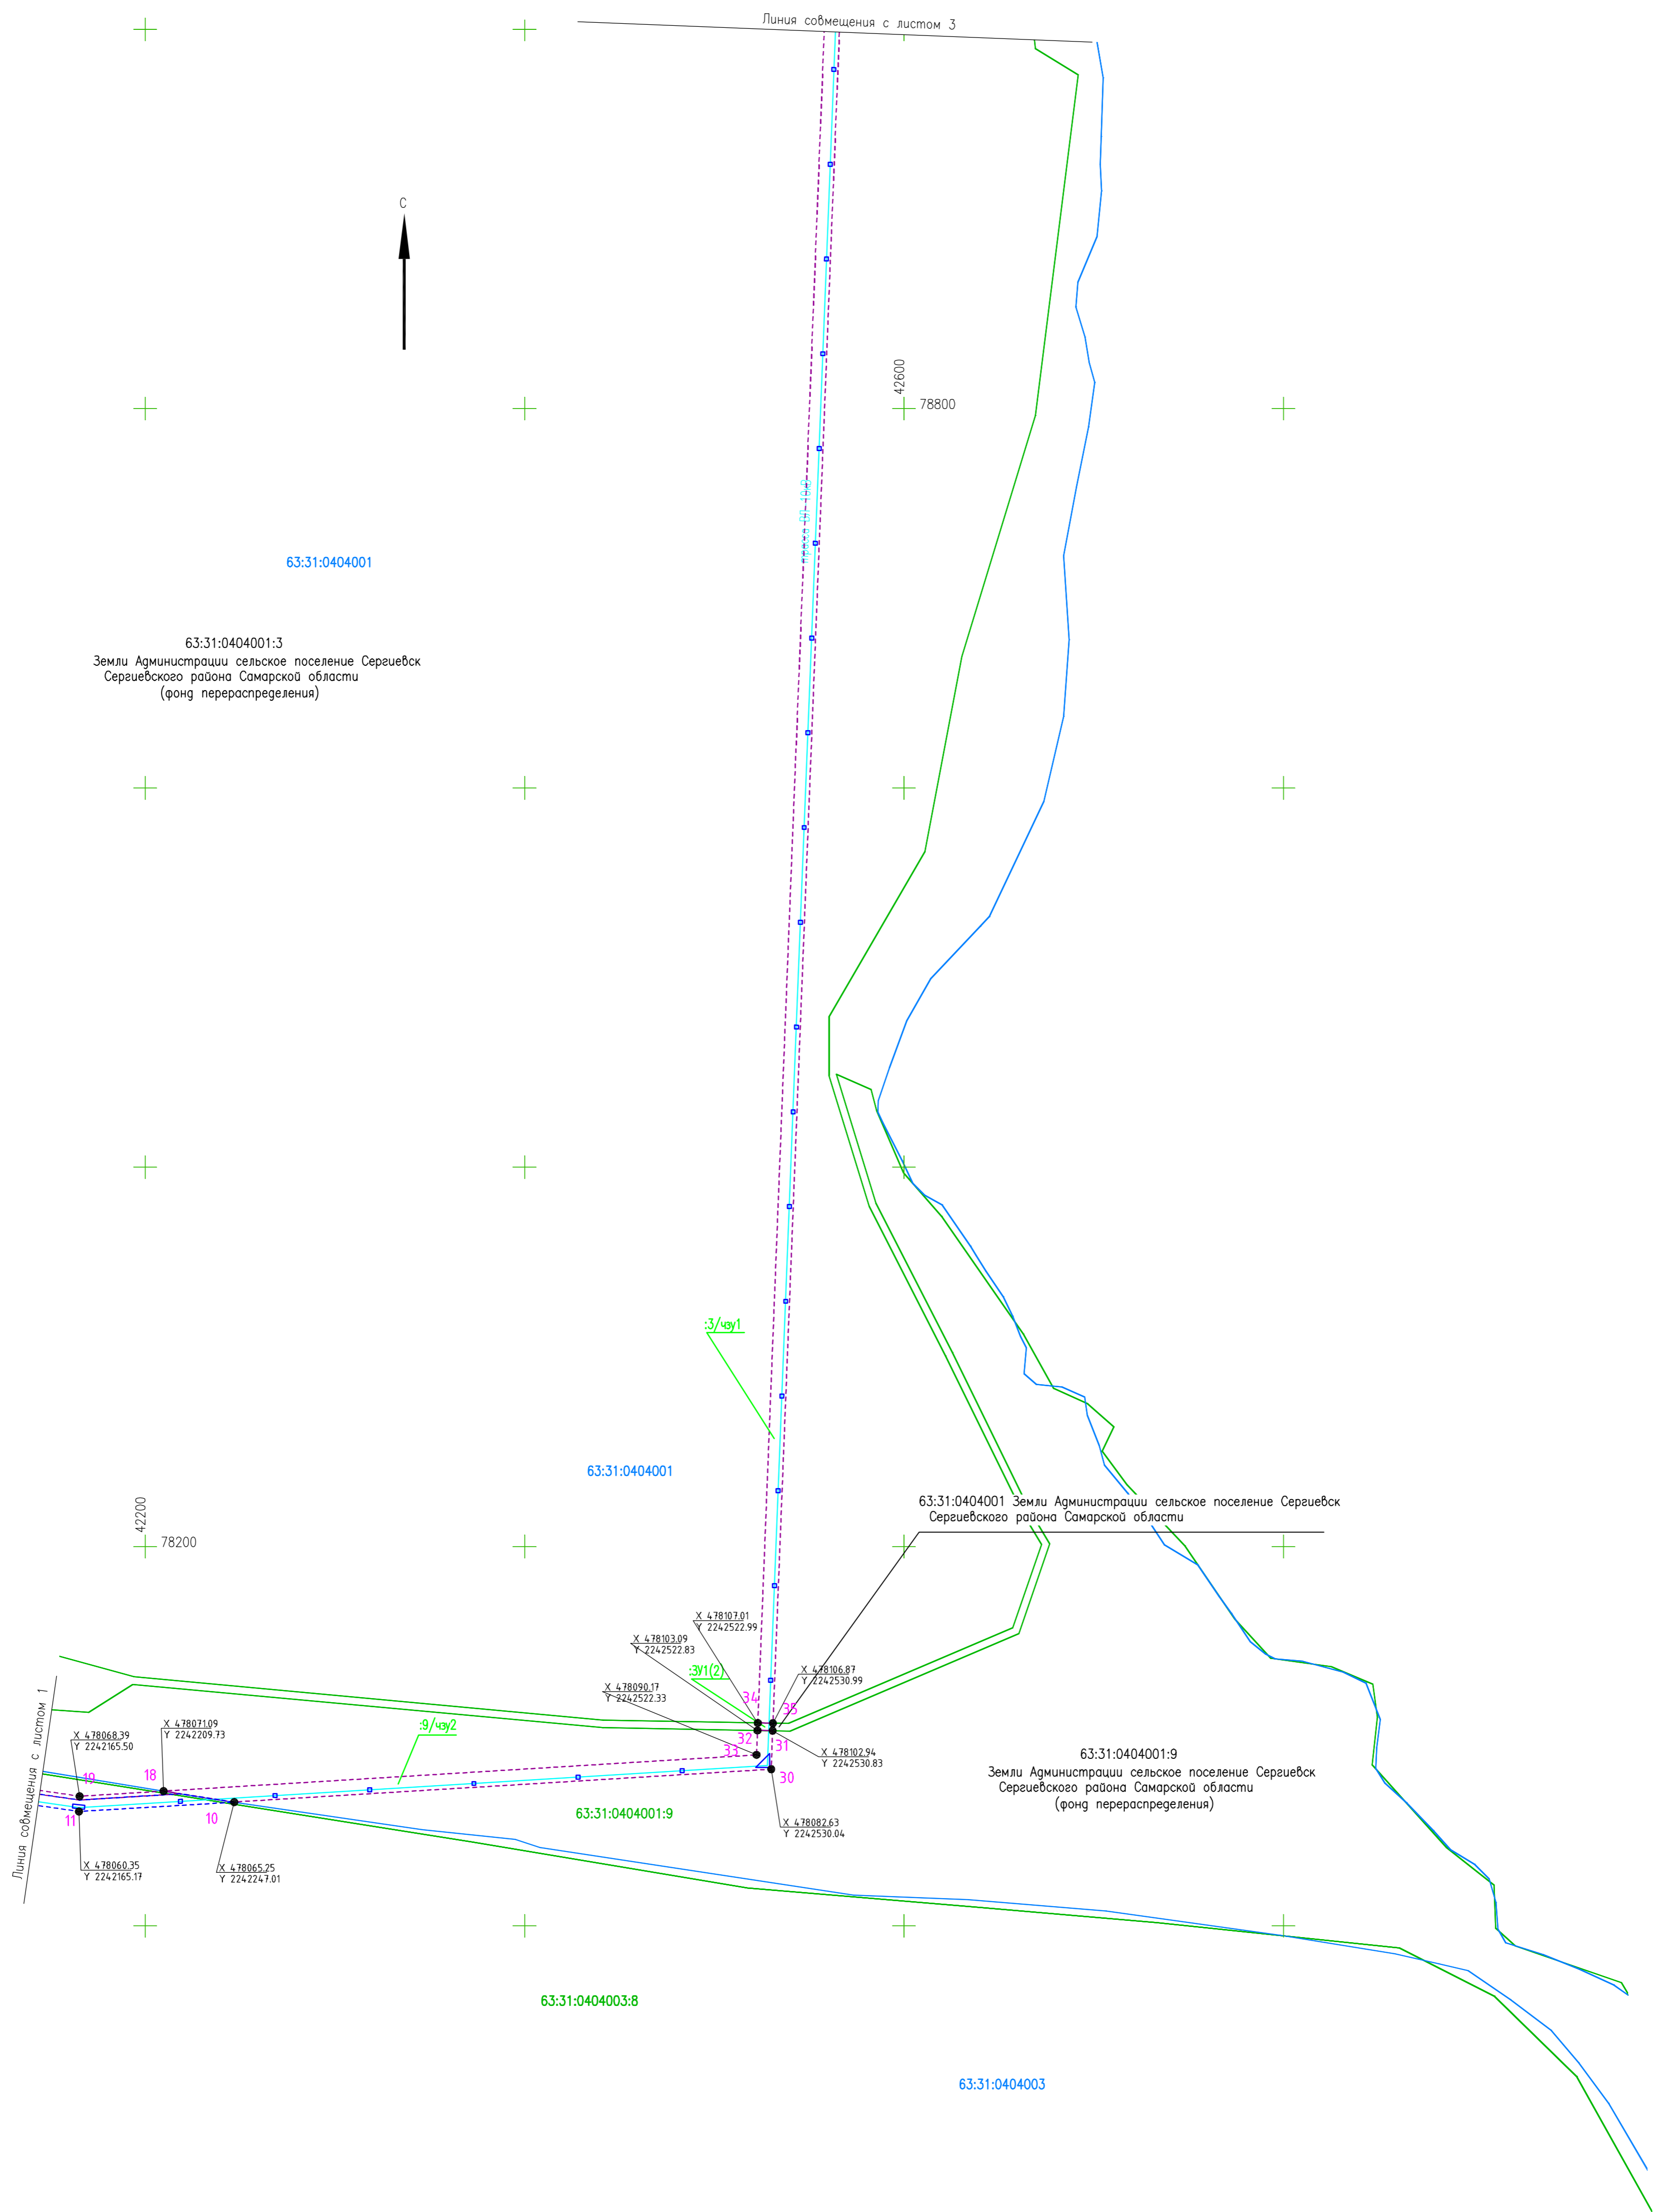 Линия совмещения с листом 3
С
42600
78800
63:31:0404001
63:31:0404001:3
Земли Администрации сельское поселение Сергиевск
Сергиевского района Самарской области
(фонд перераспределения)
:3/чзу1
63:31:0404001
63:31:0404001 Земли Администрации сельское поселение Сергиевск
Сергиевского района Самарской области
42200
78200
X 478107.01
Y 2242522.99
X 478103.09
Y 2242522.83
:ЗУ1(2)
X 478106.87
Y 2242530.99
X 478090.17
Y 2242522.33
34
35
Линия совмещения с листом 1
X 478068.39
Y 2242165.50
X 478071.09
Y 2242209.73
:9/чзу2
32
33
31
X 478102.94
Y 2242530.83
63:31:0404001:9
Земли Администрации сельское поселение Сергиевск
Сергиевского района Самарской области
(фонд перераспределения)
19
18
30
11
10
63:31:0404001:9
X 478082.63
Y 2242530.04
X 478060.35
Y 2242165.17
X 478065.25
Y 2242247.01
63:31:0404003:8
63:31:0404003